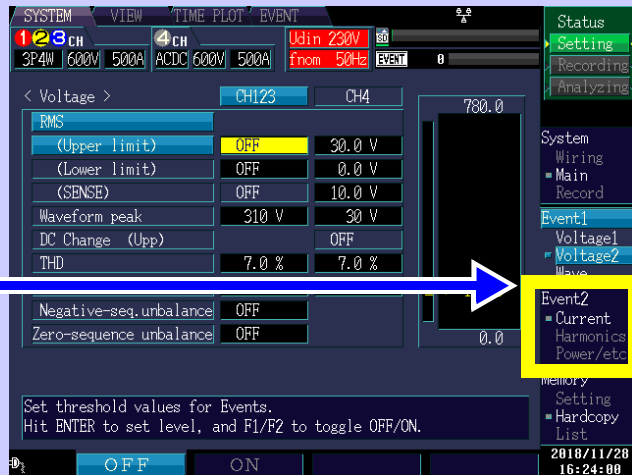 SYSTEM VIEW TIME PLOT EVENT
Status
1 2 3 CH 4 CH Udin 230V SD
Setting
3P4W 600V 500A ACDC 600V 500A fnom 50Hz EVENT 0
Recording
Analyzing
< Voltage > CH123 CH4
780.0
RMS
System
(Upper limit) OFF 30.0 V
Wiring
(Lower limit) OFF 0.0 V
Main
(SENSE) OFF 10.0 V
Record
Waveform peak 310 V 30 V
Event1
DC Change (Upp) OFF
Voltage1
THD 7.0 % 7.0 %
Voltage2
Wave
Event2
Negative-seq.unbalance OFF
Current
Zero-sequence unbalance OFF
0.0
Harmonics
Power/etc
Memory
Set threshold values for Events.
Setting
Hit ENTER to set level, and F1/F2 to toggle OFF/ON.
Hardcopy
List
OFF ON
2018/11/28
16:24:00